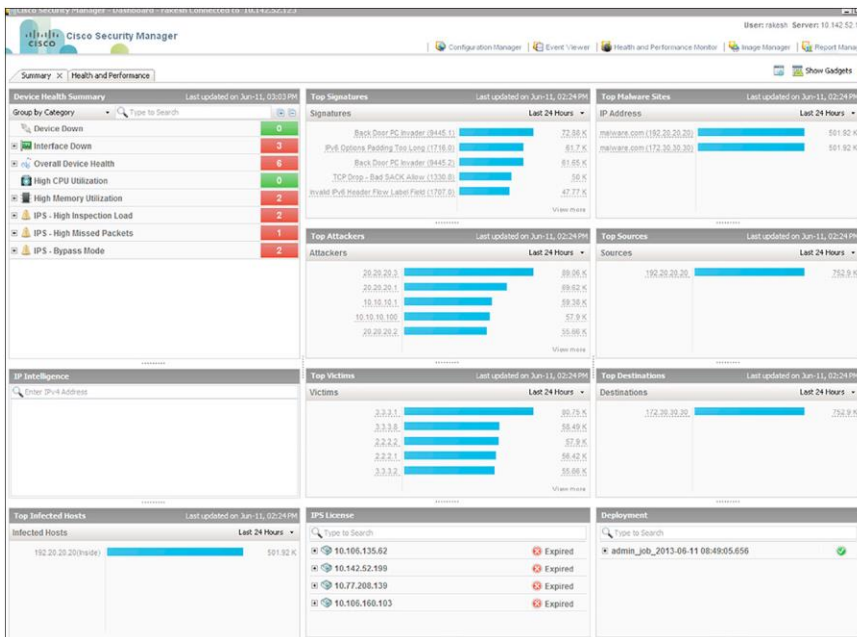 Cisco Security Manager - Dashboard - rakesh Connected to 10.142.52.123
User: rakesh Server: 10.142.52.1
cisco
Cisco Security Manager
Configuration Manager | Event Viewer | Health and Performance Monitor | Image Manager | Report Mana
Summary X
Health and Performance
Show Gadgets
Device Health Summary
Last updated on Jun-11, 03:03 PM
Group by Category
Type to Search
Device Down 0
Interface Down 3
Overall Device Health 6
High CPU Utilization 0
High Memory Utilization 2
IPS - High Inspection Load 2
IPS - High Missed Packets 1
IPS - Bypass Mode 2
Top Signatures
Last updated on Jun-11, 02:24 PM
Signatures
Last 24 Hours
Back Door PC Invader (9445.1) 72.88 K
IPv6 Options Padding Too Long (1716.0) 61.7 K
Back Door PC Invader (9445.2) 61.65 K
TCP Drop - Bad SACK Allow (1330.8) 50 K
Invalid IPv6 Header Flow Label Field (1707.0) 47.77 K
View more
Top Malware Sites
Last updated on Jun-11, 02:24 PM
IP Address
Last 24 Hours
malware.com (192.20.20.20) 501.92 K
malware.com (172.30.30.30) 501.92 K
Top Attackers
Last updated on Jun-11, 02:24 PM
Attackers
Last 24 Hours
20.20.20.3
20.20.20.1 69.62 K
10.10.10.1
10.10.10.100 57.9 K
20.20.20.2 55.66 K
View more
Top Sources
Last updated on Jun-11, 02:24 PM
Sources
Last 24 Hours
192.20.20.20 752.9 K
IP Intelligence
Enter IPv4 Address
Top Victims
Last updated on Jun-11, 02:24 PM
Victims
Last 24 Hours
3.3.3.1 90.75 K
3.3.3.8 58.49 K
2.2.2.2 57.9 K
2.2.2.1 56.42 K
3.3.3.2 55.66 K
View more
Top Destinations
Last updated on Jun-11, 02:24 PM
Destinations
Last 24 Hours
172.30.30.30 752.9 K
Top Infected Hosts
Last updated on Jun-11, 02:24 PM
Infected Hosts
Last 24 Hours
192.20.20.20(Inside) 501.92 K
IPS License
Type to Search
10.106.135.62 Expired
10.142.52.199 Expired
10.77.208.139 Expired
10.106.160.103 Expired
Deployment
Type to Search
admin_job_2013-06-11 08:49:05.656